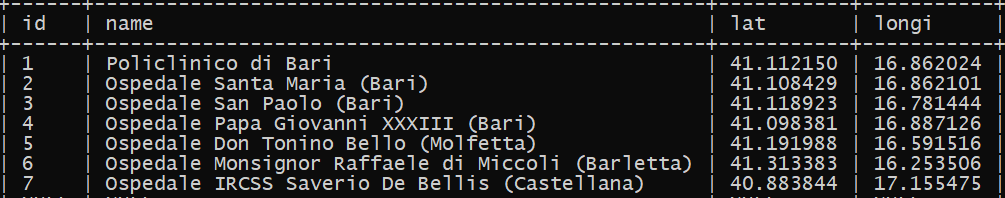 | id | name | lat | longi |
| 1 | Policlinico di Bari | 41.112150 | 16.862024 |
| 2 | Ospedale Santa Maria (Bari) | 41.108429 | 16.862101 |
| 3 | Ospedale San Paolo (Bari) | 41.118923 | 16.781444 |
| 4 | Ospedale Papa Giovanni XXXIII (Bari) | 41.098381 | 16.887126 |
| 5 | Ospedale Don Tonino Bello (Molfetta) | 41.191988 | 16.591516 |
| 6 | Ospedale Monsignor Raffaele di Miccoli (Barletta) | 41.313383 | 16.253506 |
| 7 | Ospedale IRCSS Saverio De Bellis (Castellana) | 40.883844 | 17.155475 |